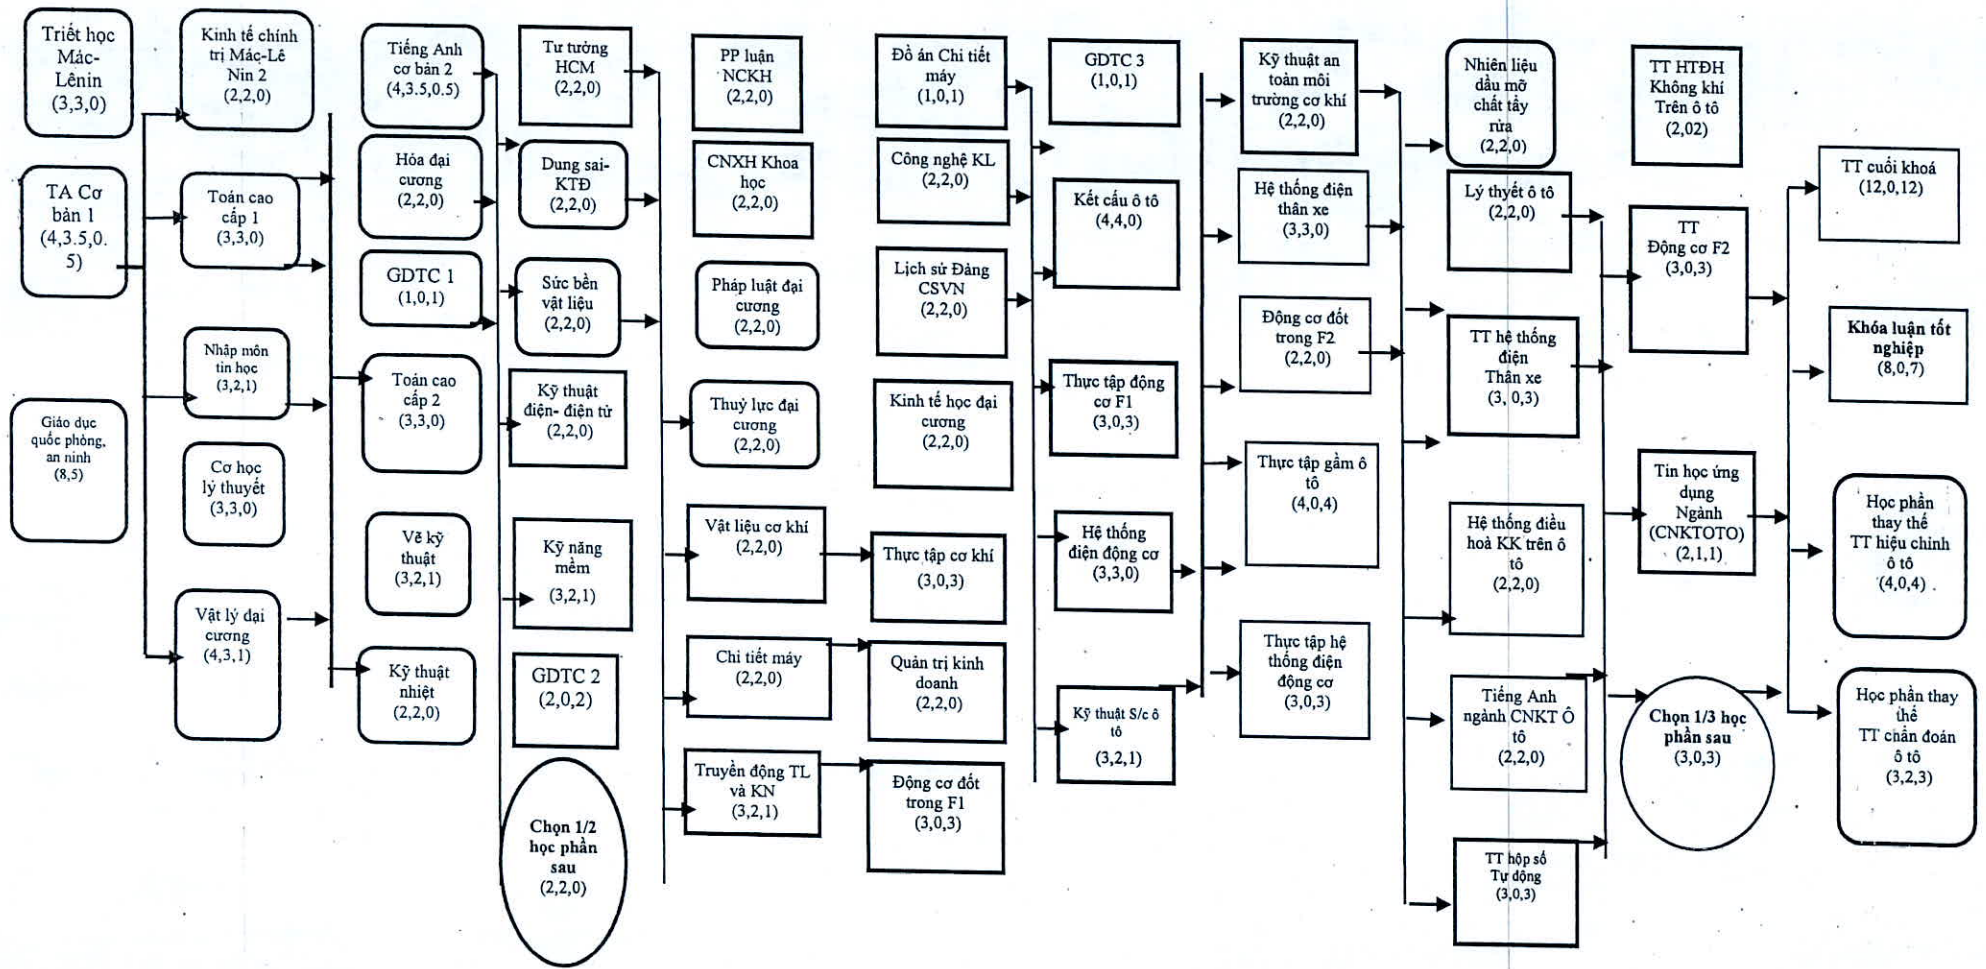 Triết học
Mác-
Lênin
(3,3,0)
TA Cơ
bản 1
(4,3.5,0.
5)
Giáo dục
quốc phòng,
an ninh
(8,5)
Kinh tế chính
trị Mác-Lê
Nin 2
(2,2,0)
Toán cao
cấp 1
(3,3,0)
Nhập môn
tin học
(3,2,1)
Cơ học
lý thuyết
(3,3,0)
Vật lý đại
cương
(4,3,1)
Tiếng Anh
cơ bản 2
(4,3.5,0.5)
Hóa đại
cương
(2,2,0)
GDTC 1
(1,0,1)
Toán cao
cấp 2
(3,3,0)
Vẽ kỹ
thuật
(3,2,1)
Kỹ thuật
nhiệt
(2,2,0)
Tư tưởng
HCM
(2,2,0)
Dung sai-
KTĐ
(2,2,0)
Sức bền
vật liệu
(2,2,0)
Kỹ thuật
điện- điện tử
(2,2,0)
Kỹ năng
mềm
(3,2,1)
GDTC 2
(2,0,2)
Chọn 1/2
học phần
sau
(2,2,0)
PP luận
NCKH
(2,2,0)
CNXH Khoa
học
(2,2,0)
Pháp luật đại
cương
(2,2,0)
Thuỷ lực đại
cương
(2,2,0)
Vật liệu cơ khí
(2,2,0)
Chi tiết máy
(2,2,0)
Truyền động TL
và KN
(3,2,1)
Đồ án Chi tiết
máy
(1,0,1)
Công nghệ KL
(2,2,0)
Lịch sử Đảng
CSVN
(2,2,0)
Kinh tế học đại
cương
(2,2,0)
Thực tập cơ khí
(3,0,3)
Quản trị kinh
doanh
(2,2,0)
Động cơ đốt
trong F1
(3,0,3)
GDTC 3
(1,0,1)
Kết cấu ô tô
(4,4,0)
Thực tập động
cơ F1
(3,0,3)
Hệ thống
điện động cơ
(3,3,0)
Kỹ thuật S/c ô
tô
(3,2,1)
Kỹ thuật an
toàn môi
trường cơ khí
(2,2,0)
Hệ thống điện
thân xe
(3,3,0)
Động cơ đốt
trong F2
(2,2,0)
Thực tập gầm ô
tô
(4,0,4)
Thực tập hệ
thống điện
động cơ
(3,0,3)
Nhiên liệu
dầu mỡ
chất tẩy
rửa
(2,2,0)
Lý thyết ô tô
(2,2,0)
TT hệ thống
điện
Thân xe
(3, 0,3)
Hệ thống điều
hoà KK trên ô
tô
(2,2,0)
Tiếng Anh
ngành CNKT Ô
tô
(2,2,0)
TT hộp số
Tự động
(3,0,3)
TT HTĐH
Không khí
Trên ô tô
(2,02)
TT
Động cơ F2
(3,0,3)
Tin học ứng
dụng
Ngành
(CNKTOTO)
(2,1,1)
Chọn 1/3 học
phần sau
(3,0,3)
TT cuối khoá
(12,0,12)
Khóa luận tốt
nghiệp
(8,0,7)
Học phần
thay thế
TT hiệu chỉnh
ô tô
(4,0,4)
Học phần thay
thế
TT chẩn đoán
ô tô
(3,2,3)